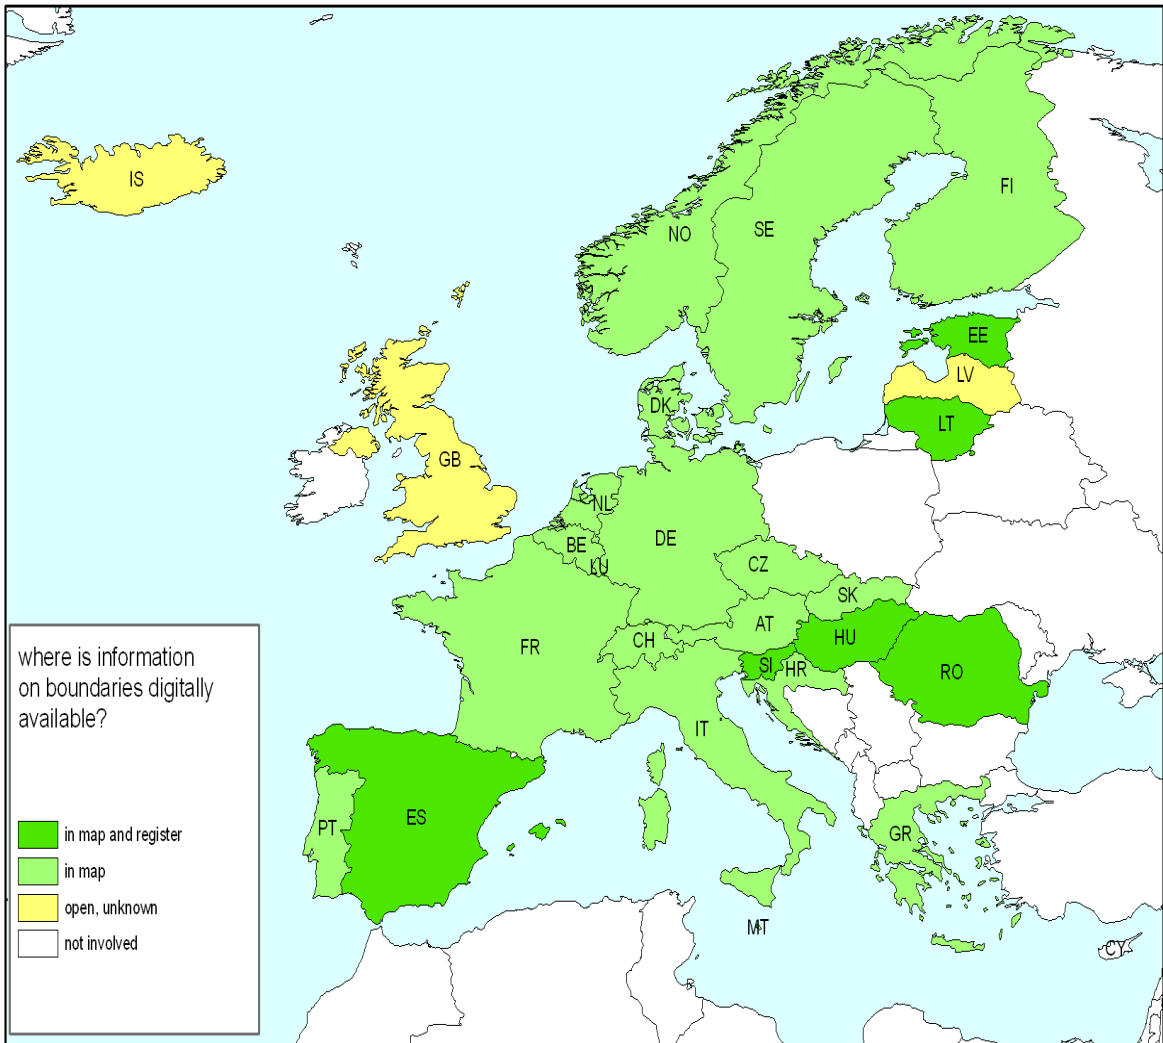 IS
FI
NO
SE
EE
LV
DK
LT
GB
NL
DE
BE
CZ
LU
SK
AT
HU
CH
FR
SI
HR
RO
where is information
on boundaries digitally
available?
IT
ES
PT
in map and register
GR
in map
open, unknown
MT
not involved
CY